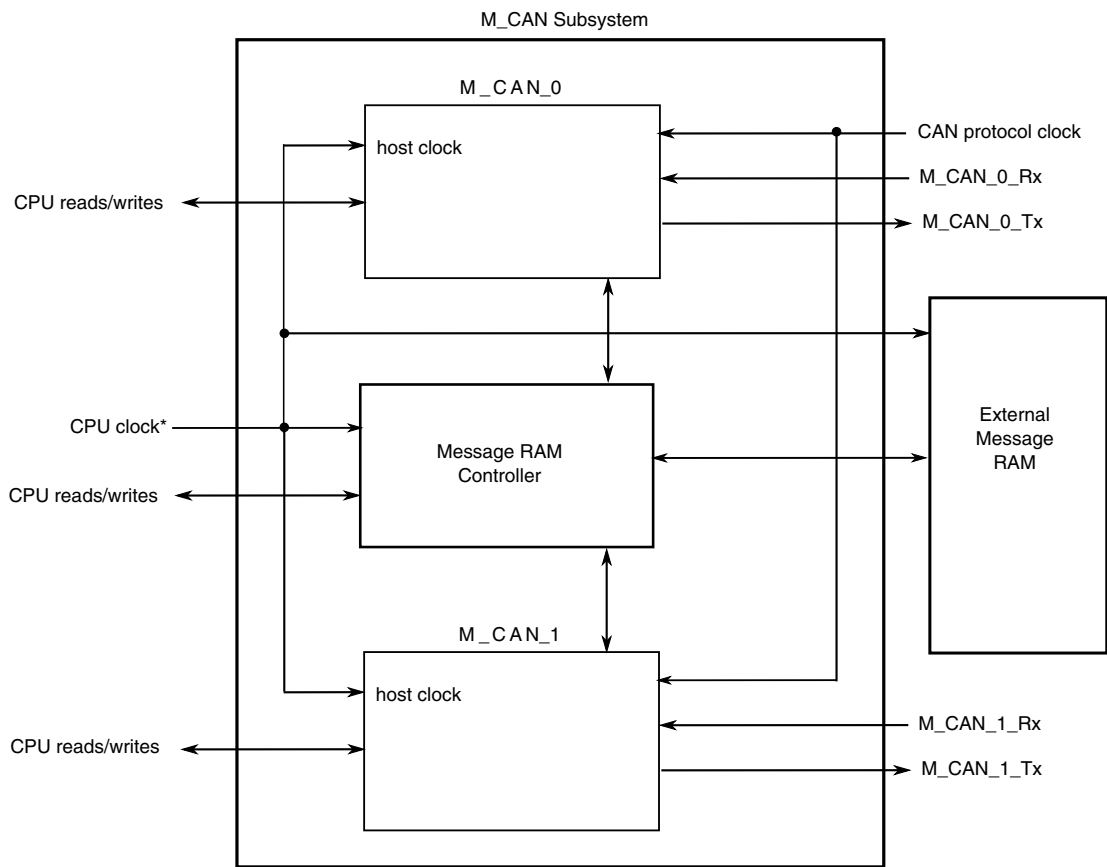 M_CAN Subsystem
M_CAN_0
host clock
CAN protocol clock
M_CAN_0_Rx
CPU reads/writes
M_CAN_0_Tx
CPU clock*
Message RAM
Controller
External
Message
RAM
CPU reads/writes
M_CAN_1
host clock
M_CAN_1_Rx
CPU reads/writes
M_CAN_1_Tx